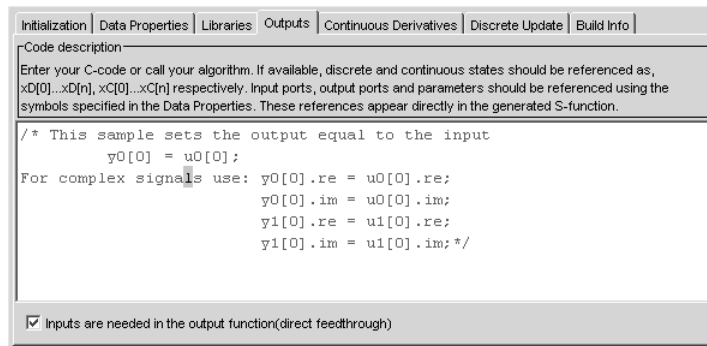 Initialization Data Properties Libraries Outputs Continuous Derivatives Discrete Update Build Info
Code description
Enter your C-code or call your algorithm. If available, discrete and continuous states should be referenced as,
xD[0]...xD[n], xC[0]...xC[n] respectively. Input ports, output ports and parameters should be referenced using the
symbols specified in the Data Properties. These references appear directly in the generated S-function.
/* This sample sets the output equal to the input
y0[0] = u0[0];
For complex signals use: y0[0].re = u0[0].re;
y0[0].im = u0[0].im;
y1[0].re = u1[0].re;
y1[0].im = u1[0].im;*/
Inputs are needed in the output function(direct feedthrough)